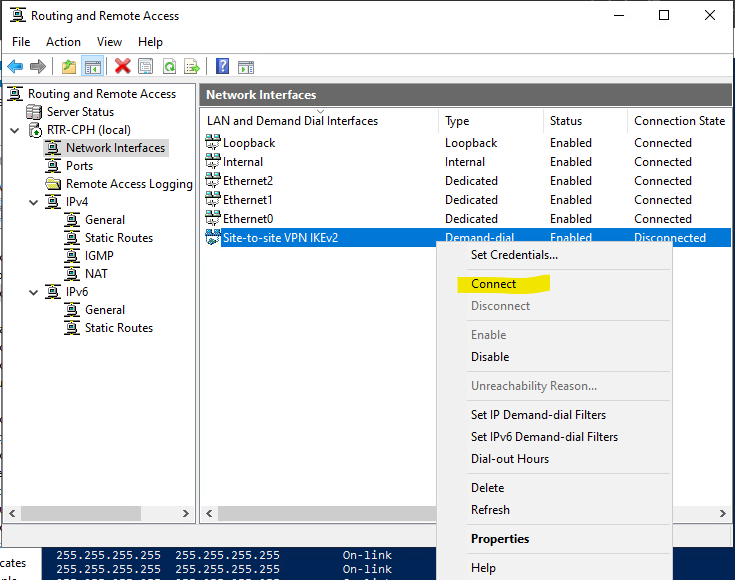 Routing and Remote Access
File Action View Help
Routing and Remote Access
Server Status
RTR-CPH (local)
Network Interfaces
Ports
Remote Access Logging
IPv4
General
Static Routes
IGMP
NAT
IPv6
General
Static Routes
Network Interfaces
LAN and Demand Dial Interfaces Type Status Connection State
Loopback Loopback Enabled Connected
Internal Internal Enabled Connected
Ethernet2 Dedicated Enabled Connected
Ethernet1 Dedicated Enabled Connected
Ethernet0 Dedicated Enabled Connected
Site-to-site VPN IKEv2 Demand-dial Enabled Disconnected
Set Credentials...
Connect
Disconnect
Enable
Disable
Unreachability Reason...
Set IP Demand-dial Filters
Set IPv6 Demand-dial Filters
Dial-out Hours
Delete
Refresh
Properties
Help
cates
255.255.255.255 255.255.255.255 On-link
255.255.255.255 255.255.255.255 On-link